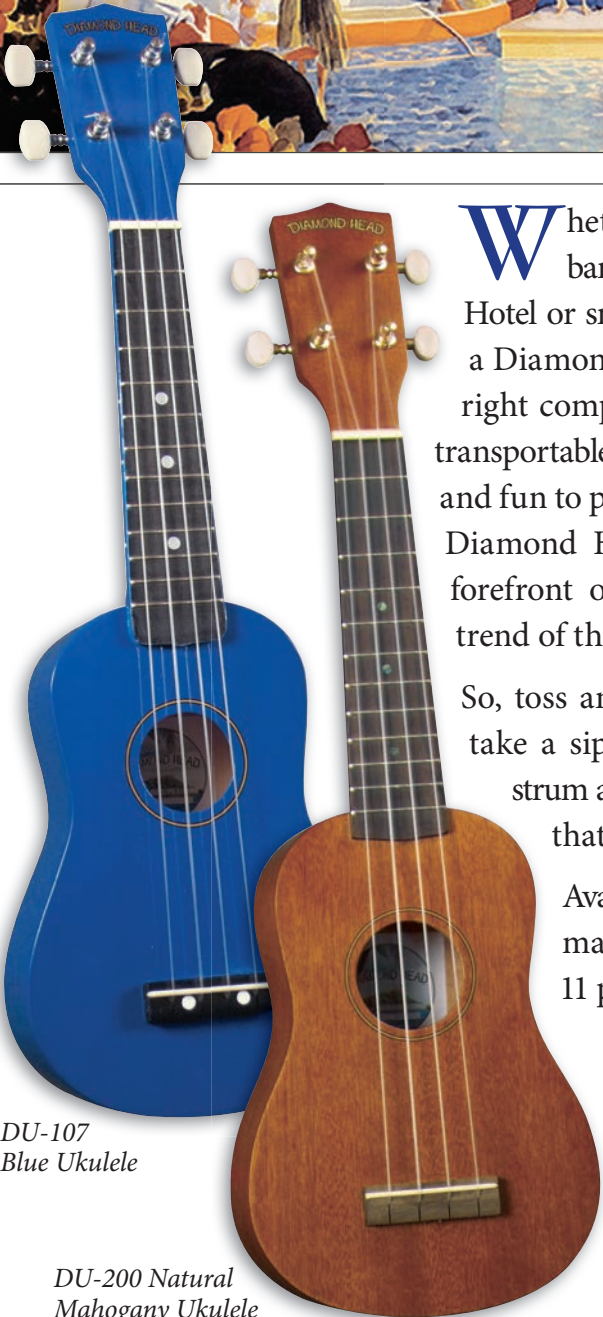 DIAMOND HEAD
DIAMOND HEAD
Whet
bar
Hotel or
a Diamon
right comp
transportable
and fun to p
Diamond H
forefront o
trend of th
So, toss an
take a sip
strum a
that
Ava
ma
11 p
DU-107
Blue Ukulele
DU-200 Natural
Mahogany Ukulele